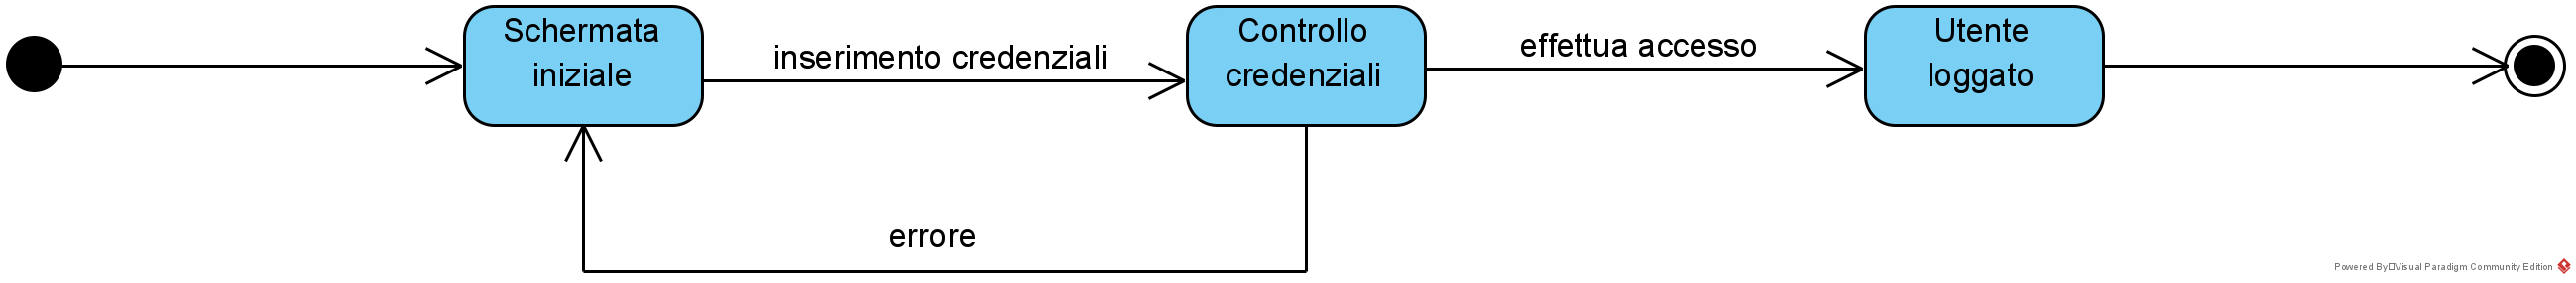 Schermata
iniziale
inserimento credenziali
Controllo
credenziali
effettua accesso
Utente
loggato
errore
Powered By□Visual Paradigm Community Edition